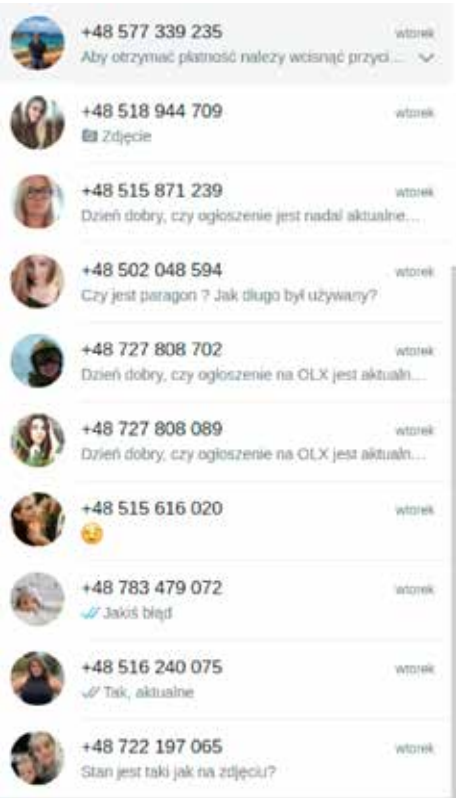 +48 577 339 235 wtorek
Aby otrzymać płatność należy wcisnąć przyci ...
+48 518 944 709 wtorek
Zdjęcie
+48 515 871 239 wtorek
Dzień dobry, czy ogłoszenie jest nadal aktualne...
+48 502 048 594 wtorek
Czy jest paragon ? Jak długo był używany?
+48 727 808 702 wtorek
Dzień dobry, czy ogłoszenie na OLX jest aktualn...
+48 727 808 089 wtorek
Dzień dobry, czy ogłoszenie na OLX jest aktualn...
+48 515 616 020 wtorek
+48 783 479 072 wtorek
Jakiś błąd
+48 516 240 075 wtorek
Tak, aktualne
+48 722 197 065 wtorek
Stan jest taki jak na zdjęciu?